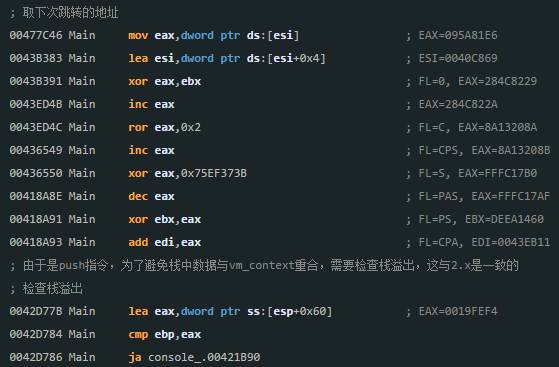 ; 取下次跳转的地址
00477C46 Main mov eax,dword ptr ds:[esi] ; EAX=095A81E6
0043B383 Main lea esi,dword ptr ds:[esi+0x4] ; ESI=0040C869
0043B391 Main xor eax,ebx ; FL=0, EAX=284C8229
0043ED4B Main inc eax ; EAX=284C822A
0043ED4C Main ror eax,0x2 ; FL=C, EAX=8A13208A
00436549 Main inc eax ; FL=CPS, EAX=8A13208B
00436550 Main xor eax,0x75EF373B ; FL=S, EAX=FFFC17B0
00418A8E Main dec eax ; FL=PAS, EAX=FFFC17AF
00418A91 Main xor ebx,eax ; FL=PS, EBX=DEEA1460
00418A93 Main add edi,eax ; FL=CPA, EDI=0043EB11
; 由于是push指令，为了避免栈中数据与vm_context重合，需要检查栈溢出，这与2.x是一致的
; 检查栈溢出
0042D77B Main lea eax,dword ptr ss:[esp+0x60] ; EAX=0019FEF4
0042D784 Main cmp ebp,eax
0042D786 Main ja console_.00421B90